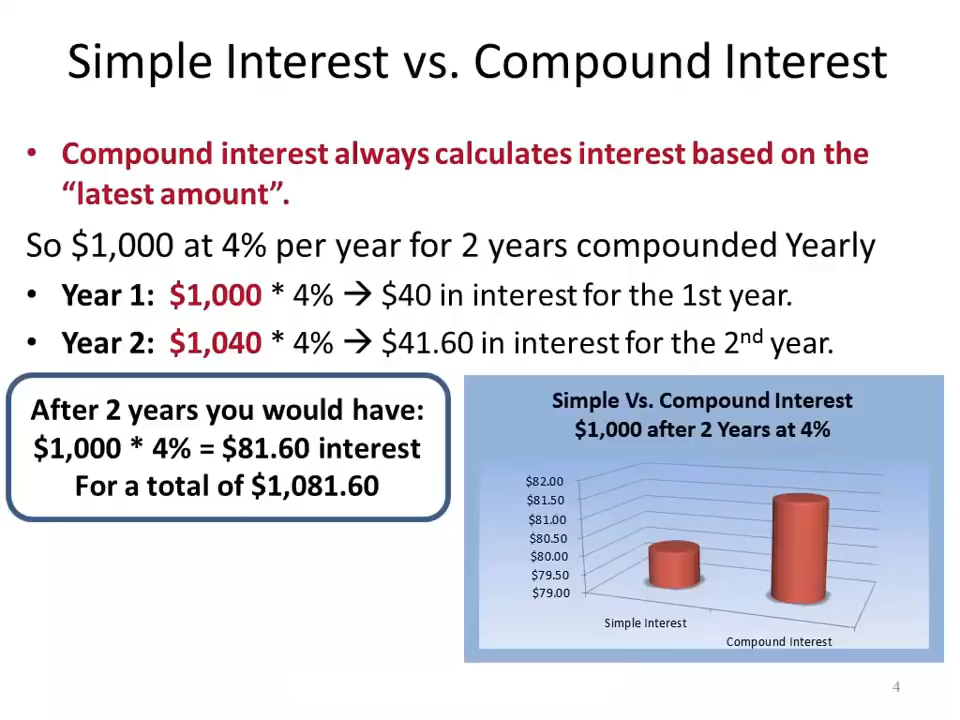 Simple Interest vs. Compound Interest
• Compound interest always calculates interest based on the
“latest amount”.
So $1,000 at 4% per year for 2 years compounded Yearly
• Year 1: $1,000 * 4% → $40 in interest for the 1st year.
• Year 2: $1,040 * 4% → $41.60 in interest for the 2nd year.
After 2 years you would have:
$1,000 * 4% = $81.60 interest
For a total of $1,081.60
Simple Vs. Compound Interest
$1,000 after 2 Years at 4%
$82.00
$81.50
$81.00
$80.50
$80.00
$79.50
$79.00
Simple Interest
Compound Interest
4